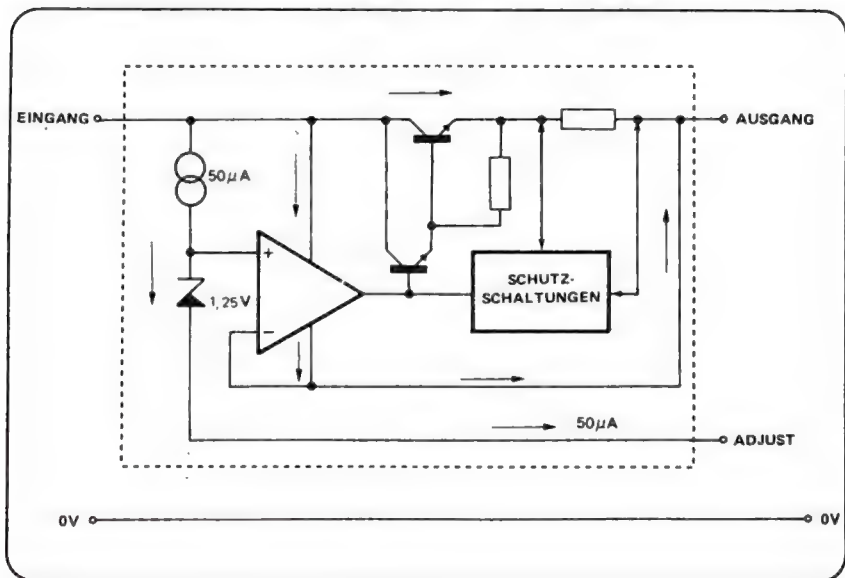 EINGANG
AUSGANG
50µA
+
1,25V
−
SCHUTZ-
SCHALTUNGEN
50µA
ADJUST
0V
0V